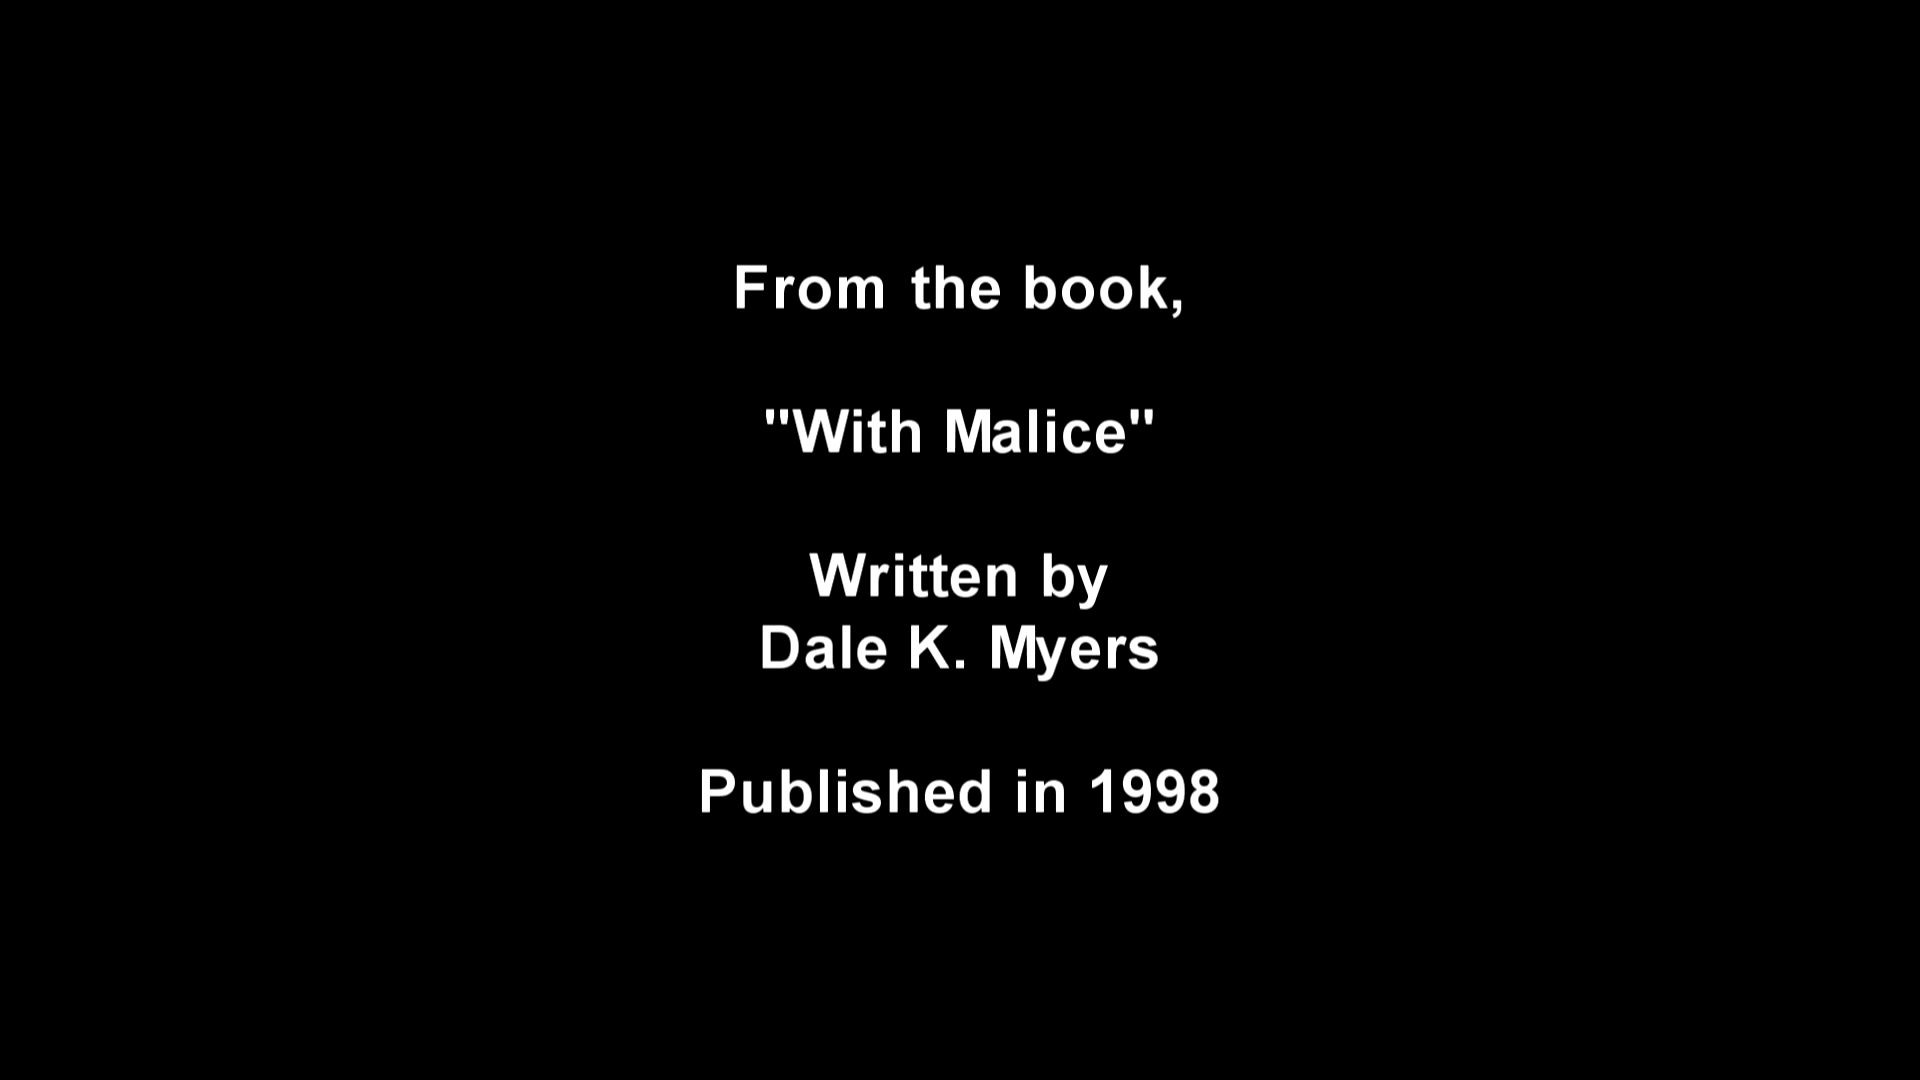 From the book,
"With Malice"
Written by
Dale K. Myers
Published in 1998